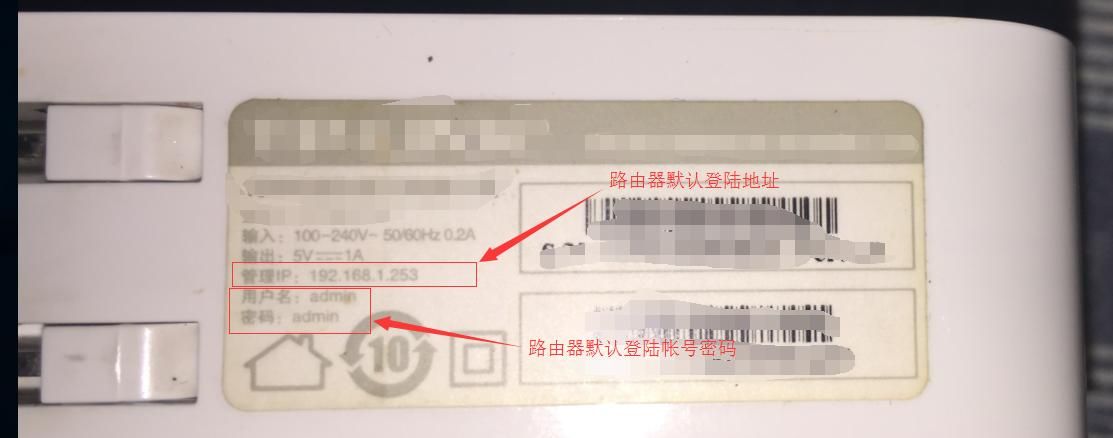 路由器默认登陆地址
输入：100-240V~ 50/60Hz 0.2A
输出：5V⎓1A
管理IP：192.168.1.253
用户名：admin
密码：admin
10
路由器默认登陆帐号密码